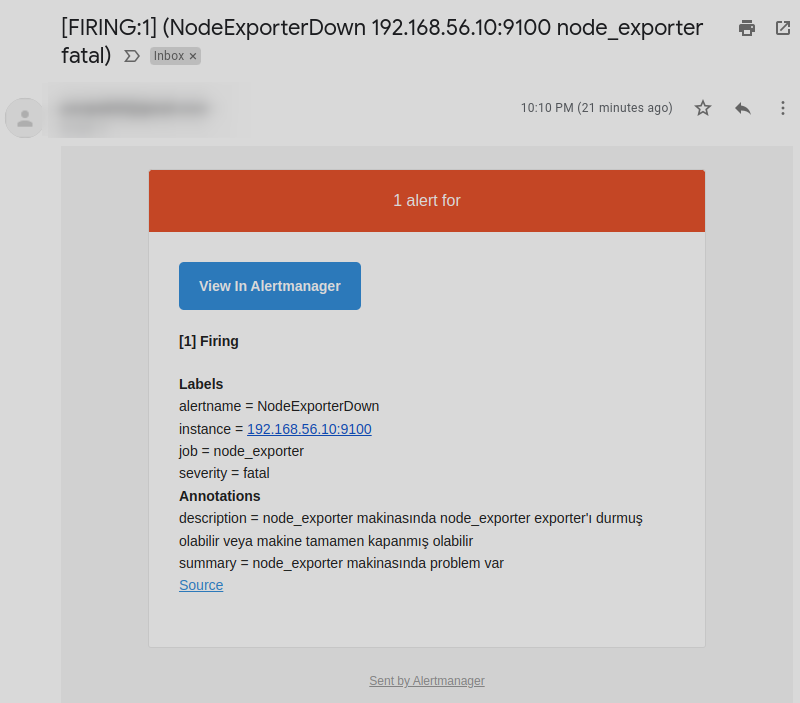 [FIRING:1] (NodeExporterDown 192.168.56.10:9100 node_exporter
fatal) Inbox ×
10:10 PM (21 minutes ago)
1 alert for
View In Alertmanager
[1] Firing
Labels
alertname = NodeExporterDown
instance = 192.168.56.10:9100
job = node_exporter
severity = fatal
Annotations
description = node_exporter makinasında node_exporter exporter'ı durmuş
olabilir veya makine tamamen kapanmış olabilir
summary = node_exporter makinasında problem var
Source
Sent by Alertmanager